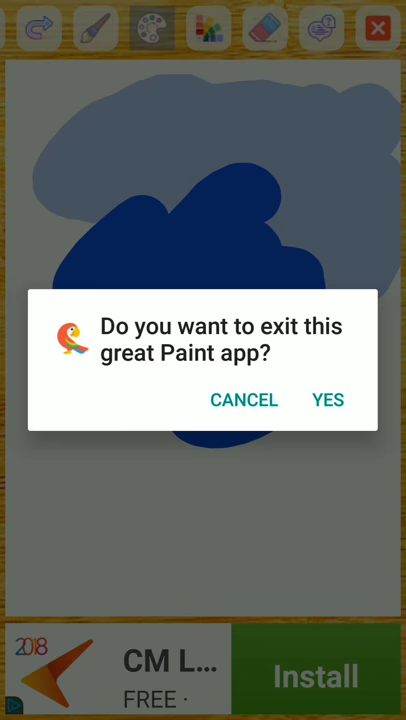 Do you want to exit this
great Paint app?
CANCEL YES
2018
CM L...
FREE ·
Install